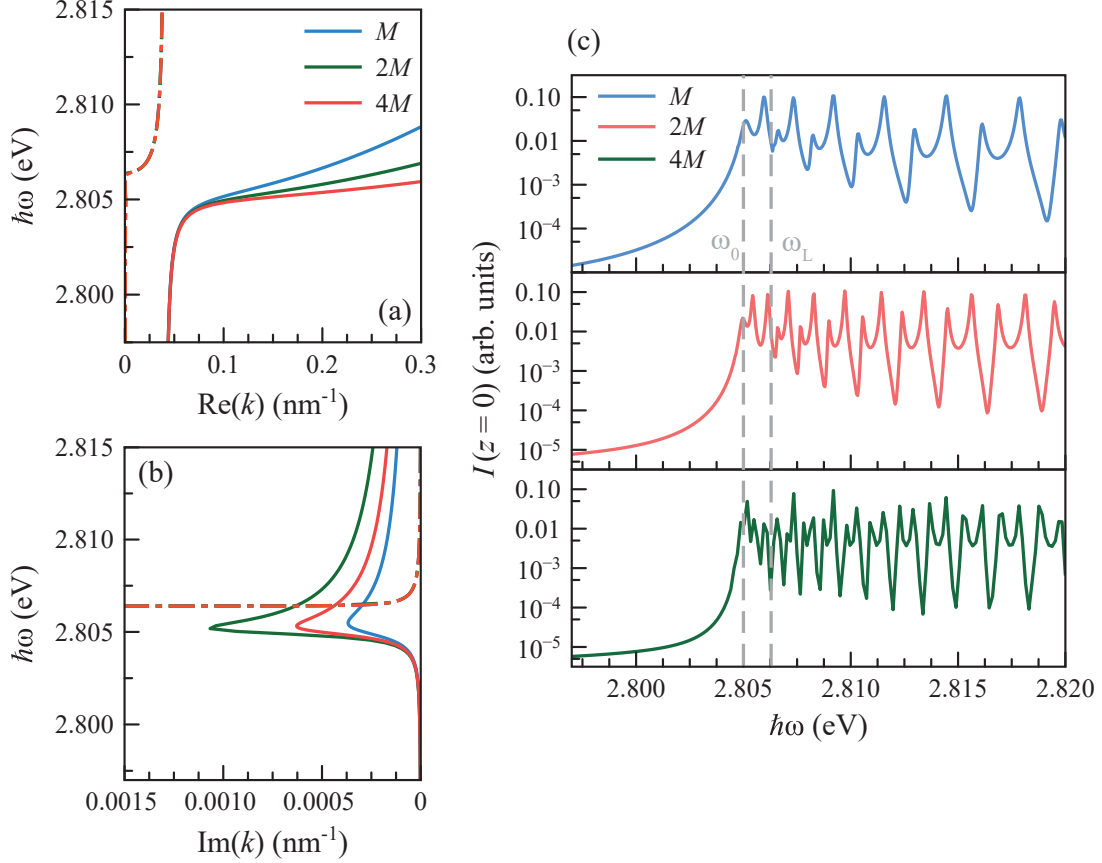 (a)
2.815
2.810
2.805
2.800
ħω (eV)
M
2M
4M
0 0.1 0.2 0.3
Re(k) (nm⁻¹)
(b)
2.815
2.810
2.805
2.800
ħω (eV)
0.0015 0.0010 0.0005 0
Im(k) (nm⁻¹)
(c)
I (z = 0) (arb. units)
M
2M
4M
0.10
0.01
10⁻³
10⁻⁴
ω₀ ω_L
0.10
0.01
10⁻³
10⁻⁴
10⁻⁵
0.10
0.01
10⁻³
10⁻⁴
10⁻⁵
2.800 2.805 2.810 2.815 2.820
ħω (eV)